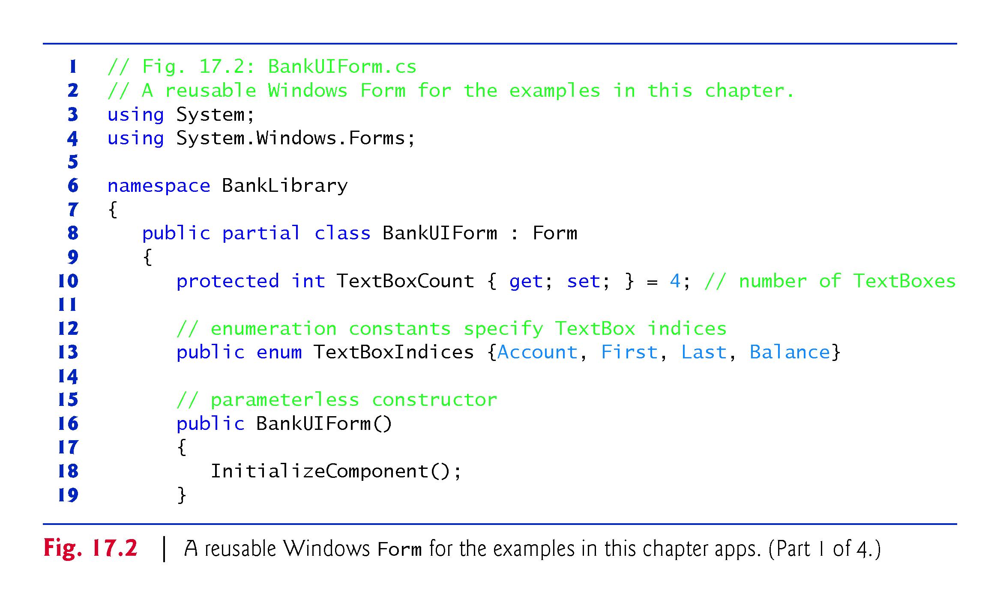 1 // Fig. 17.2: BankUIForm.cs
2 // A reusable Windows Form for the examples in this chapter.
3 using System;
4 using System.Windows.Forms;
5
6 namespace BankLibrary
7 {
8    public partial class BankUIForm : Form
9    {
10       protected int TextBoxCount { get; set; } = 4; // number of TextBoxes
11
12       // enumeration constants specify TextBox indices
13       public enum TextBoxIndices {Account, First, Last, Balance}
14
15       // parameterless constructor
16       public BankUIForm()
17       {
18          InitializeComponent();
19       }
Fig. 17.2 | A reusable Windows Form for the examples in this chapter apps. (Part 1 of 4.)